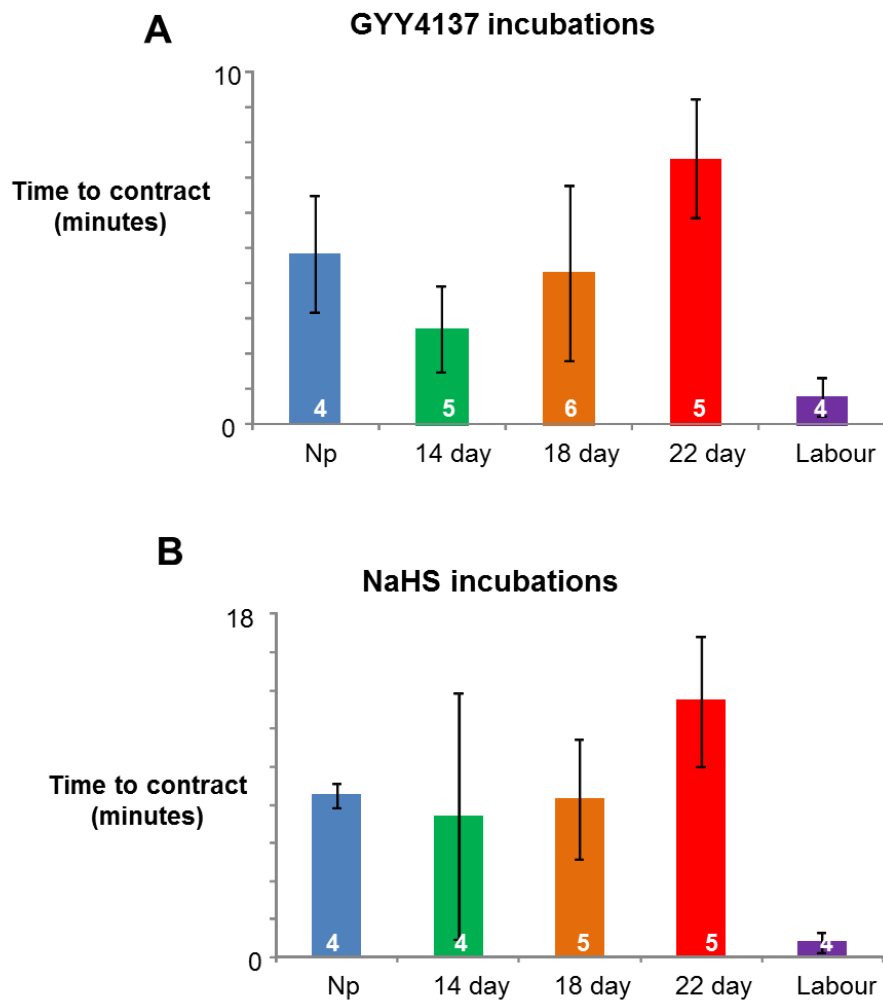 A
GYY4137 incubations
10
Time to contract
(minutes)
4
5
6
5
4
0
Np
14 day
18 day
22 day
Labour
B
NaHS incubations
18
Time to contract
(minutes)
4
4
5
5
4
0
Np
14 day
18 day
22 day
Labour